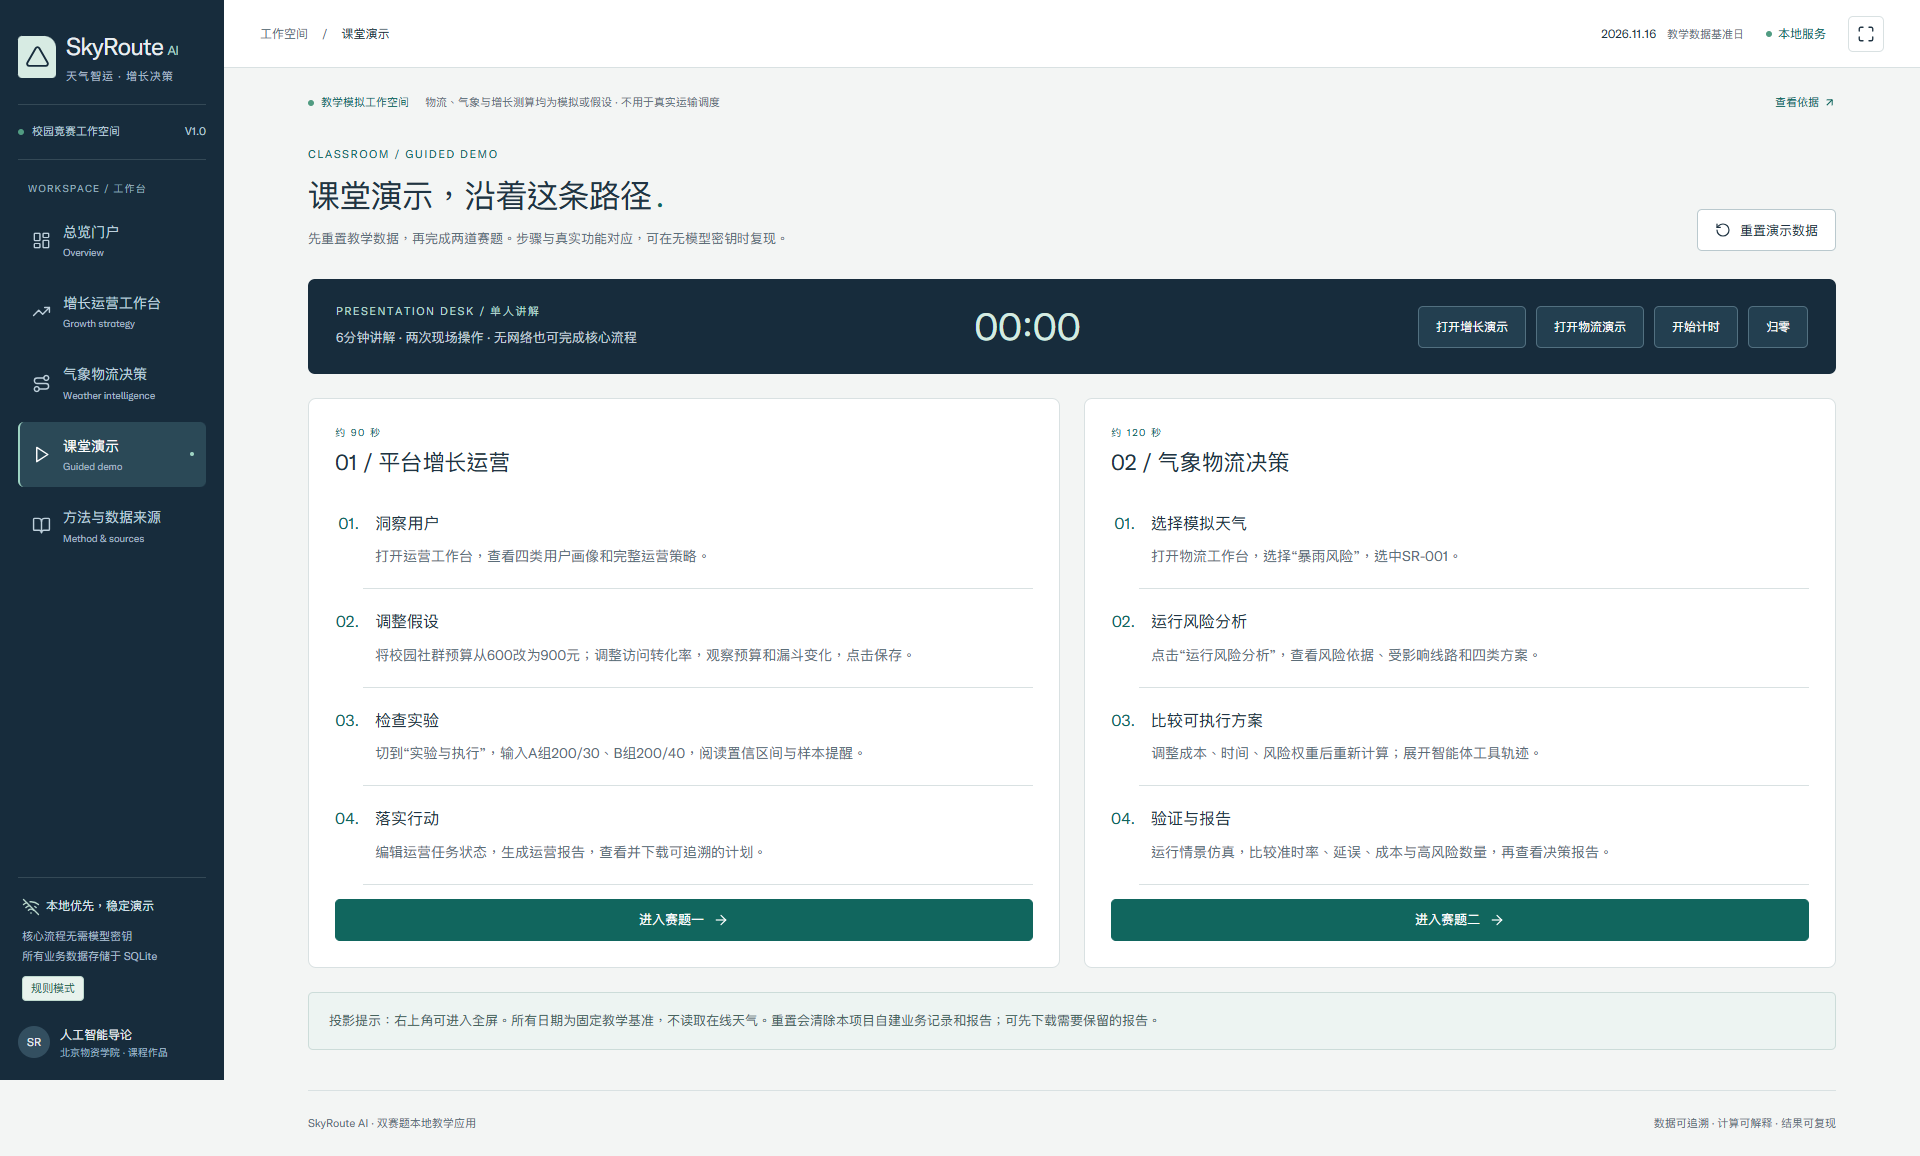 SkyRoute AI
天气智运 · 增长决策
校园竞赛工作空间 V1.0
WORKSPACE / 工作台
总览门户
Overview
增长运营工作台
Growth strategy
气象物流决策
Weather intelligence
课堂演示
Guided demo
方法与数据来源
Method & sources
本地优先，稳定演示
核心流程无需模型密钥
所有业务数据存储于 SQLite
规则模式
SR
人工智能导论
北京物资学院 · 课程作品
工作空间 / 课堂演示
2026.11.16 教学数据基准日 本地服务
教学模拟工作空间 物流、气象与增长测算均为模拟或假设 · 不用于真实运输调度
查看依据
CLASSROOM / GUIDED DEMO
课堂演示，沿着这条路径.
先重置教学数据，再完成两道赛题。步骤与真实功能对应，可在无模型密钥时复现。
重置演示数据
PRESENTATION DESK / 单人讲解
6分钟讲解 · 两次现场操作 · 无网络也可完成核心流程
00:00
打开增长演示
打开物流演示
开始计时
归零
约 90 秒
01 / 平台增长运营
01. 洞察用户
打开运营工作台，查看四类用户画像和完整运营策略。
02. 调整假设
将校园社群预算从600改为900元；调整访问转化率，观察预算和漏斗变化，点击保存。
03. 检查实验
切到“实验与执行”，输入A组200/30、B组200/40，阅读置信区间与样本提醒。
04. 落实行动
编辑运营任务状态，生成运营报告，查看并下载可追溯的计划。
进入赛题一
约 120 秒
02 / 气象物流决策
01. 选择模拟天气
打开物流工作台，选择“暴雨风险”，选中SR-001。
02. 运行风险分析
点击“运行风险分析”，查看风险依据、受影响线路和四类方案。
03. 比较可执行方案
调整成本、时间、风险权重后重新计算；展开智能体工具轨迹。
04. 验证与报告
运行情景仿真，比较准时率、延误、成本与高风险数量，再查看决策报告。
进入赛题二
投影提示：右上角可进入全屏。所有日期为固定教学基准，不读取在线天气。重置会清除本项目自建业务记录和报告；可先下载需要保留的报告。
SkyRoute AI · 双赛题本地教学应用
数据可追溯 · 计算可解释 · 结果可复现